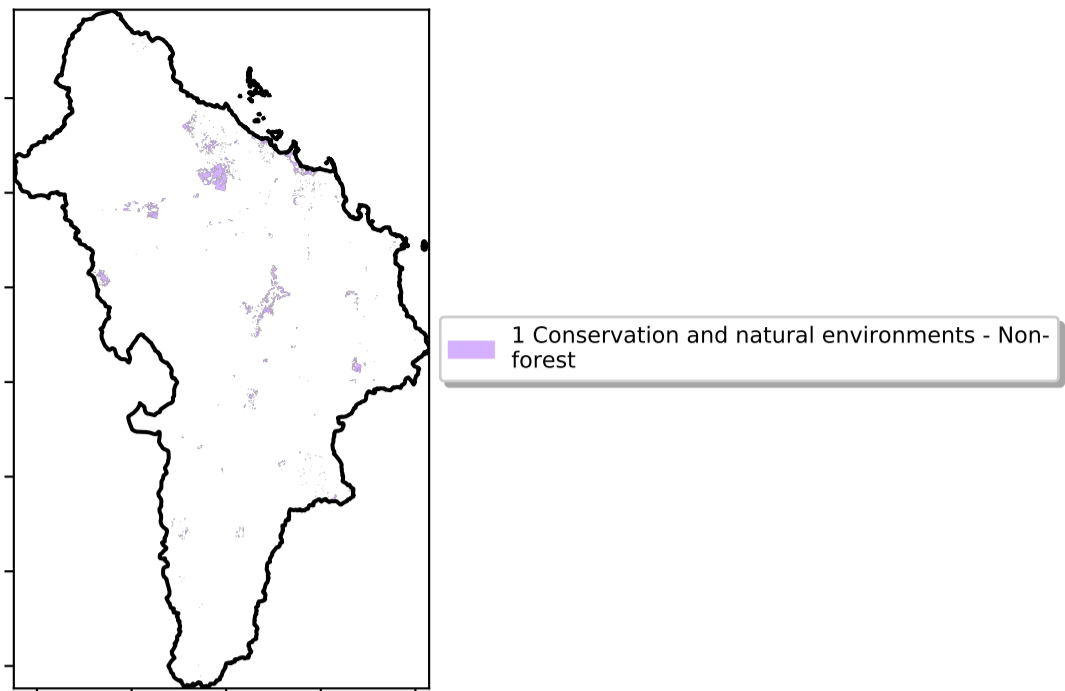 1 Conservation and natural environments - Non-
forest